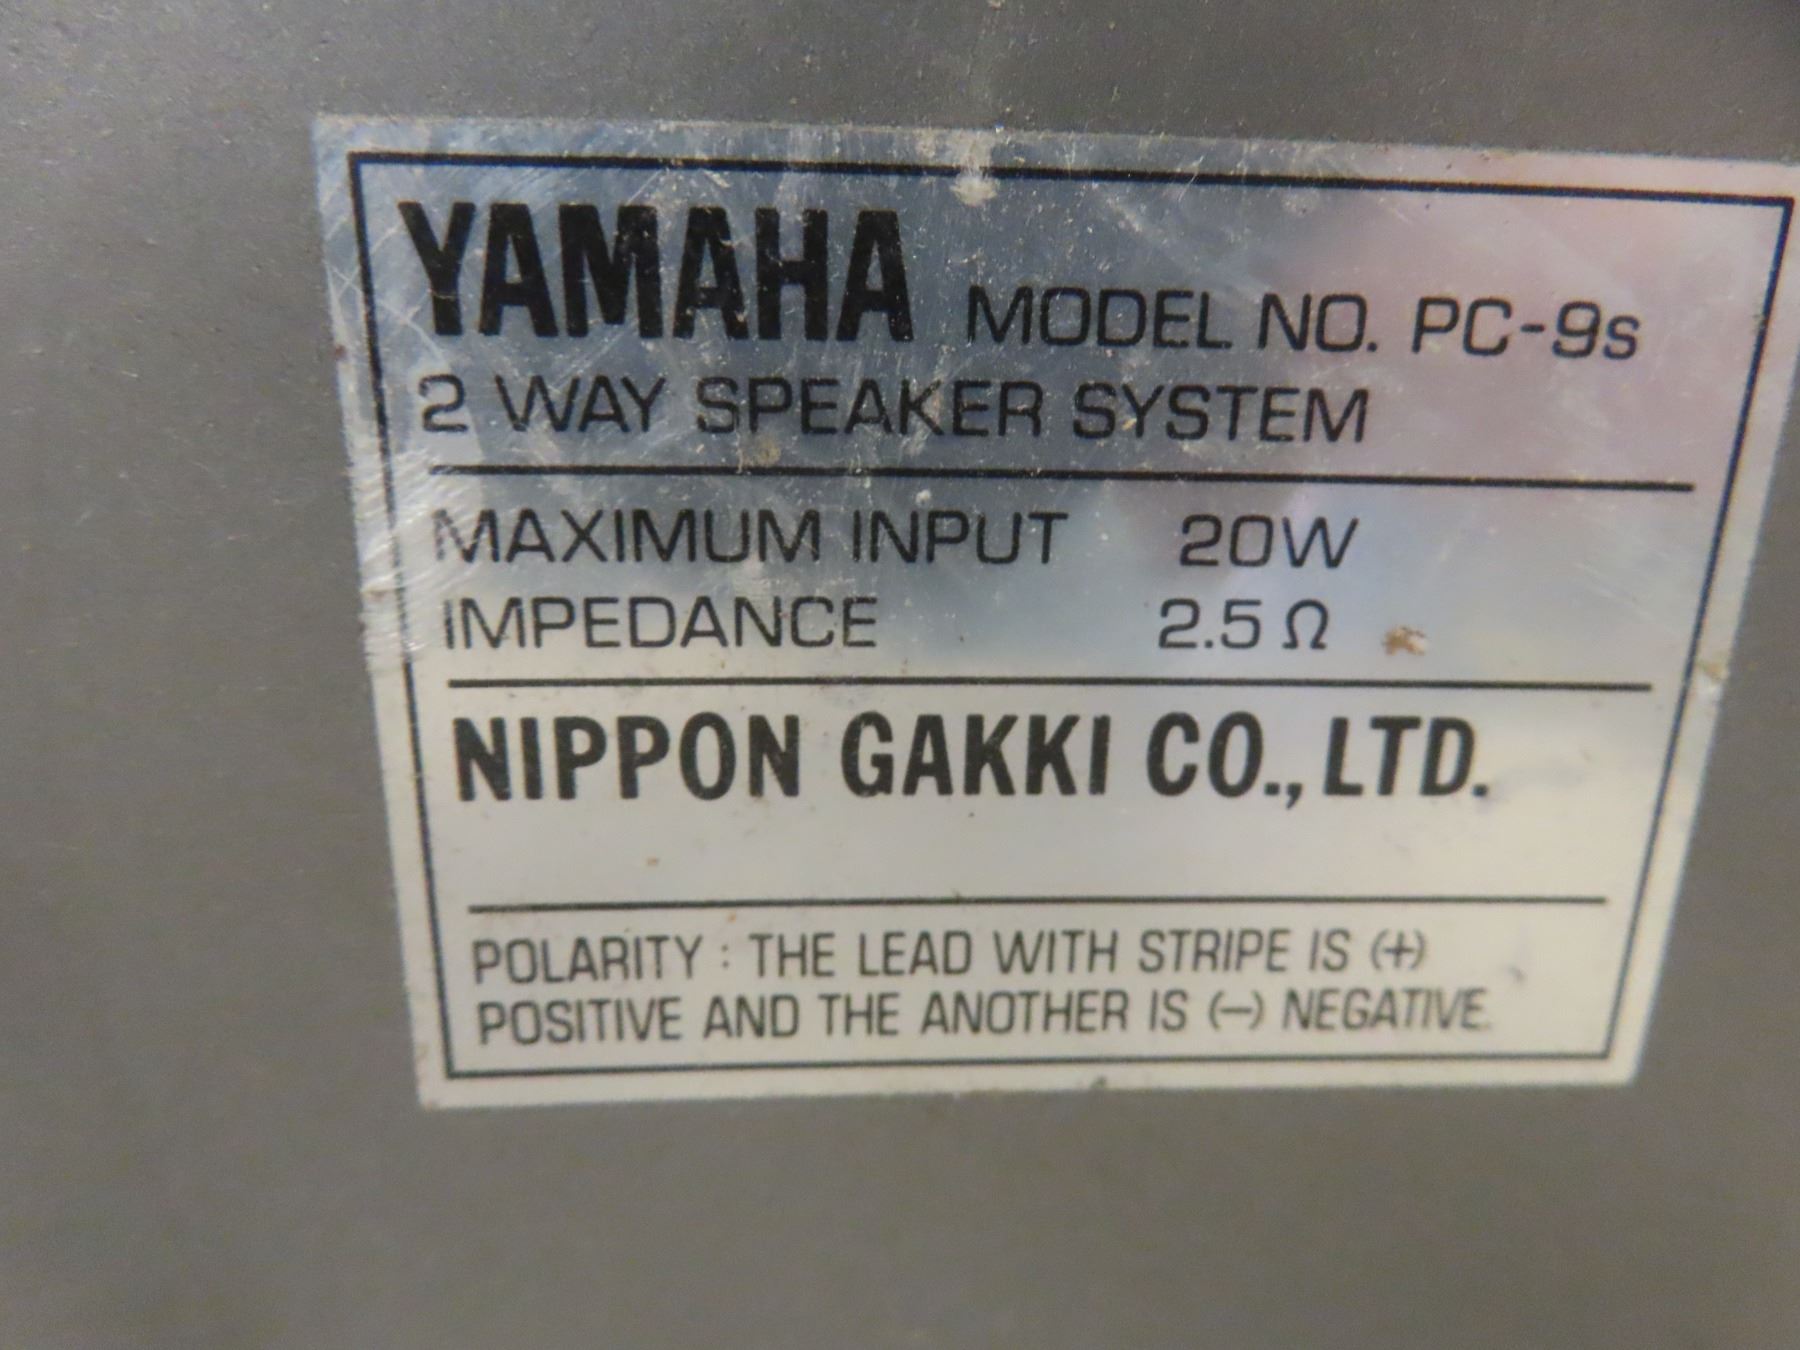 YAMAHA MODEL NO. PC-9s
2 WAY SPEAKER SYSTEM
MAXIMUM INPUT 20W
IMPEDANCE 2.5 Ω
NIPPON GAKKI CO., LTD.
POLARITY : THE LEAD WITH STRIPE IS (+)
POSITIVE AND THE ANOTHER IS (−) NEGATIVE.